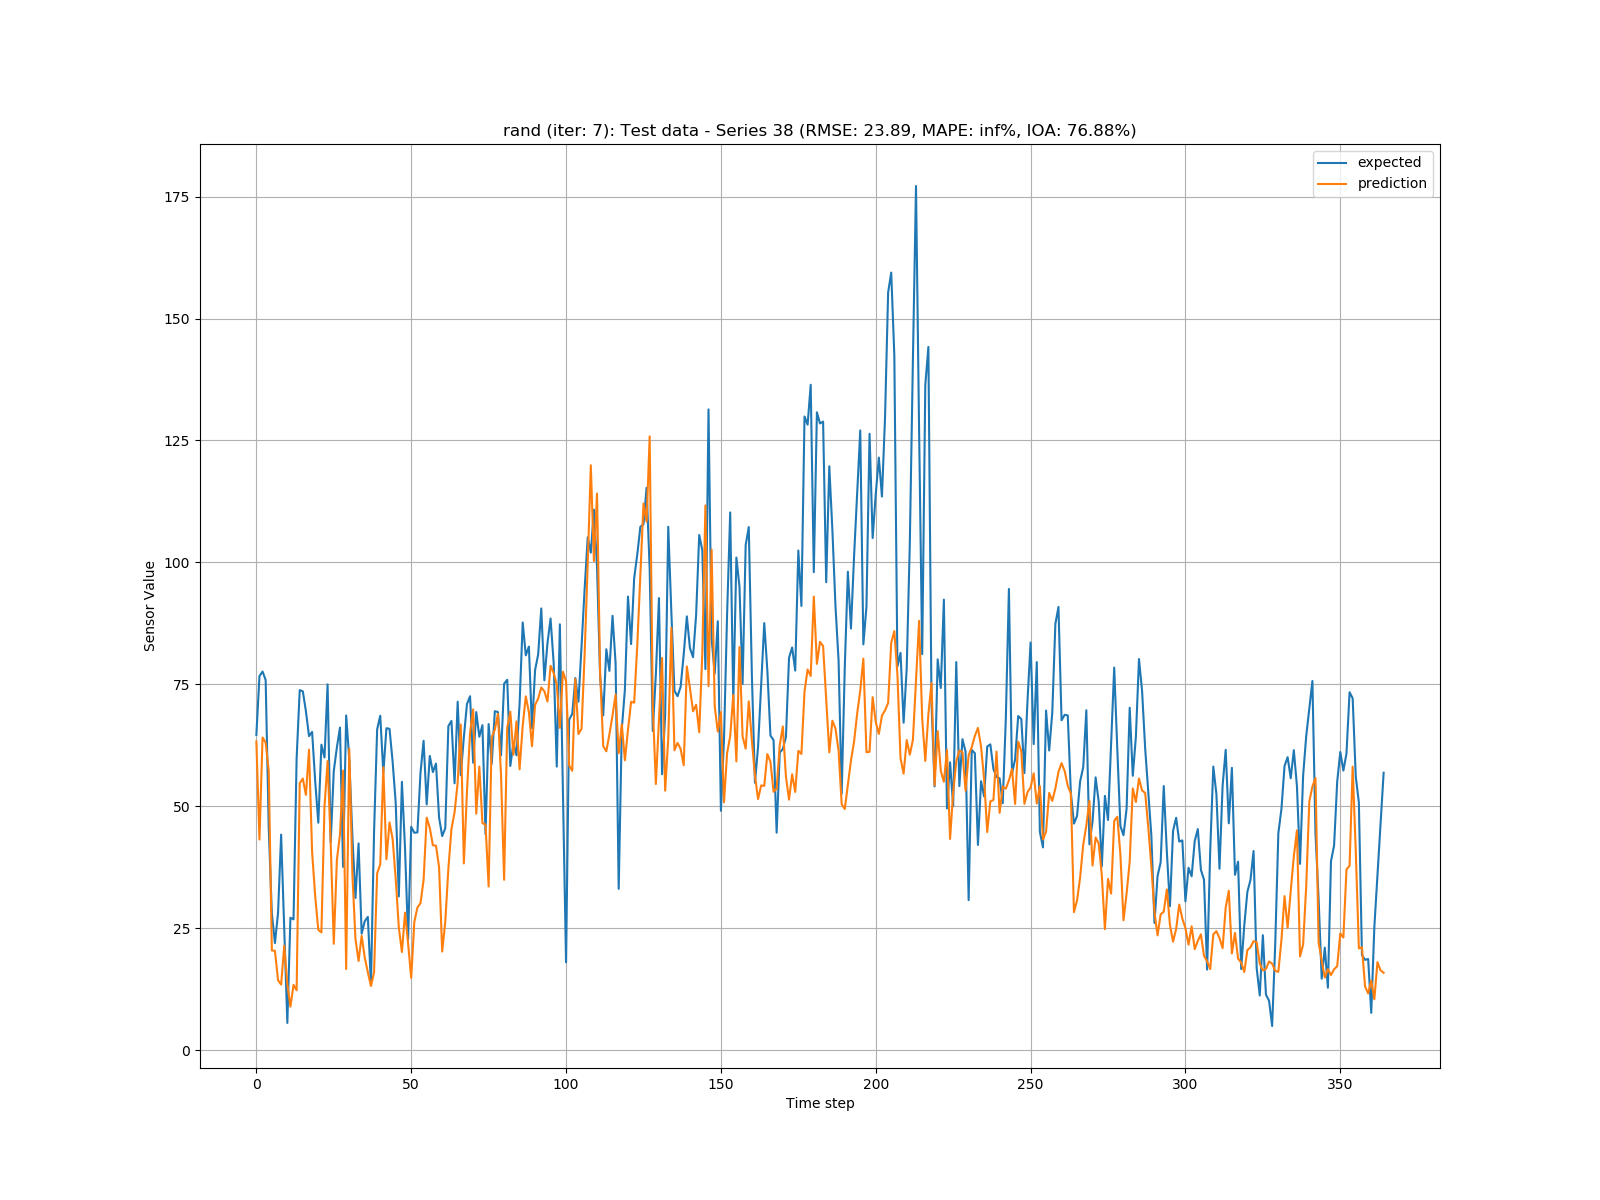 rand (iter: 7): Test data - Series 38 (RMSE: 23.89, MAPE: inf%, IOA: 76.88%)
expected
prediction
175
150
125
100
75
50
25
0
Sensor Value
0 50 100 150 200 250 300 350
Time step